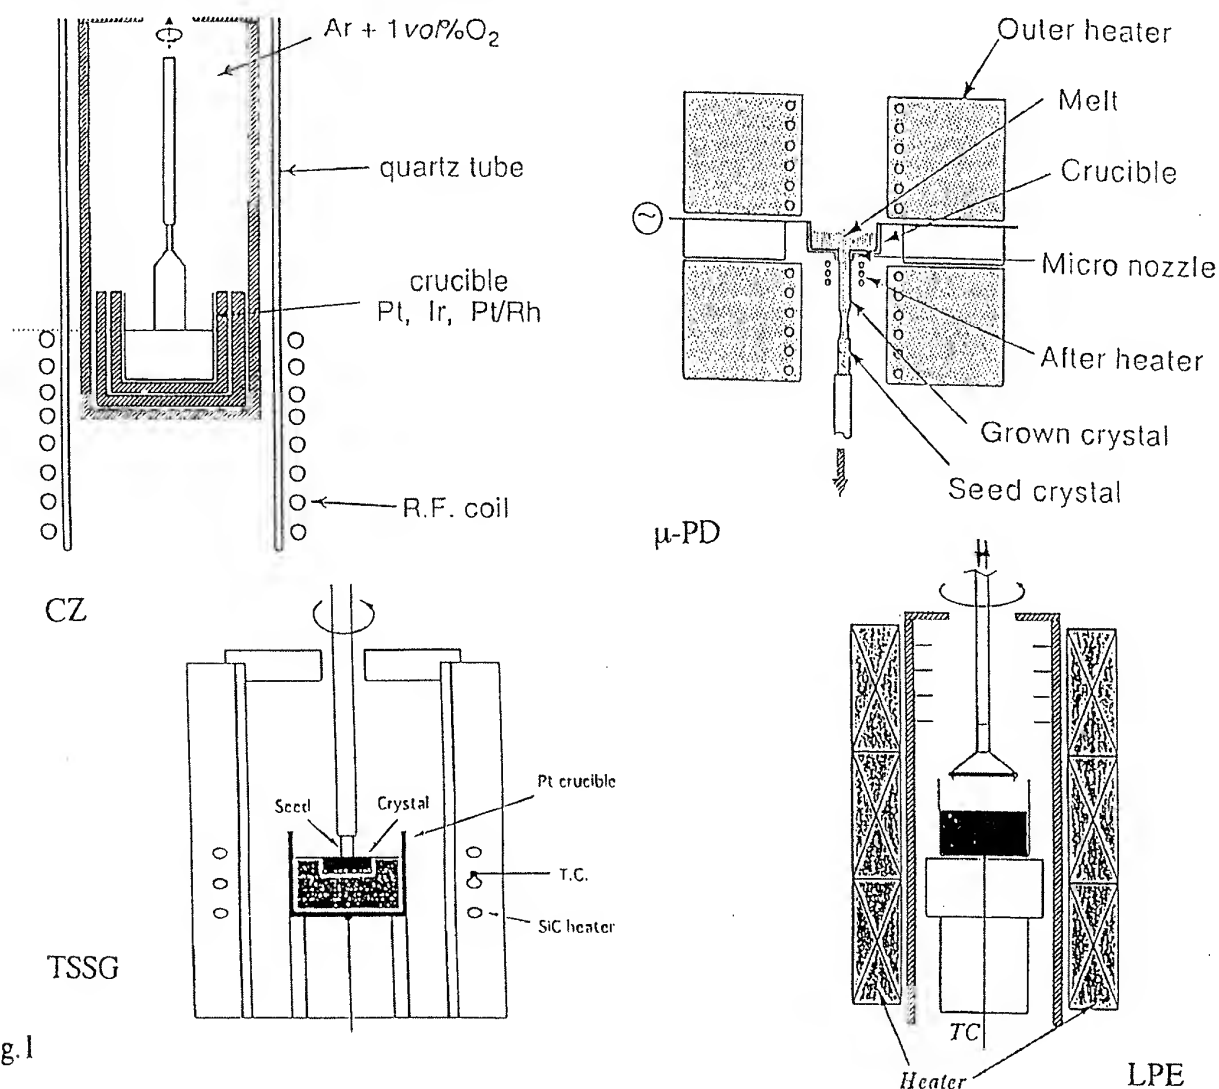 Ar + 1vol%O₂
quartz tube
crucible
Pt, Ir, Pt/Rh
R.F. coil
CZ
Outer heater
Melt
Crucible
~
Micro nozzle
After heater
Grown crystal
Seed crystal
μ-PD
Seed
Crystal
Pt crucible
T.C.
SiC heater
TSSG
TC
Heater
LPE
g.1